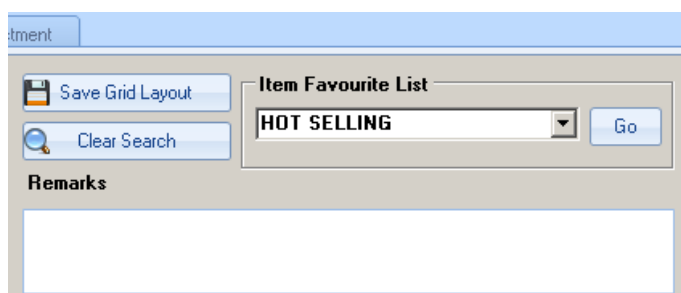 Save Grid Layout
Clear Search
Item Favourite List
HOT SELLING
Go
Remarks